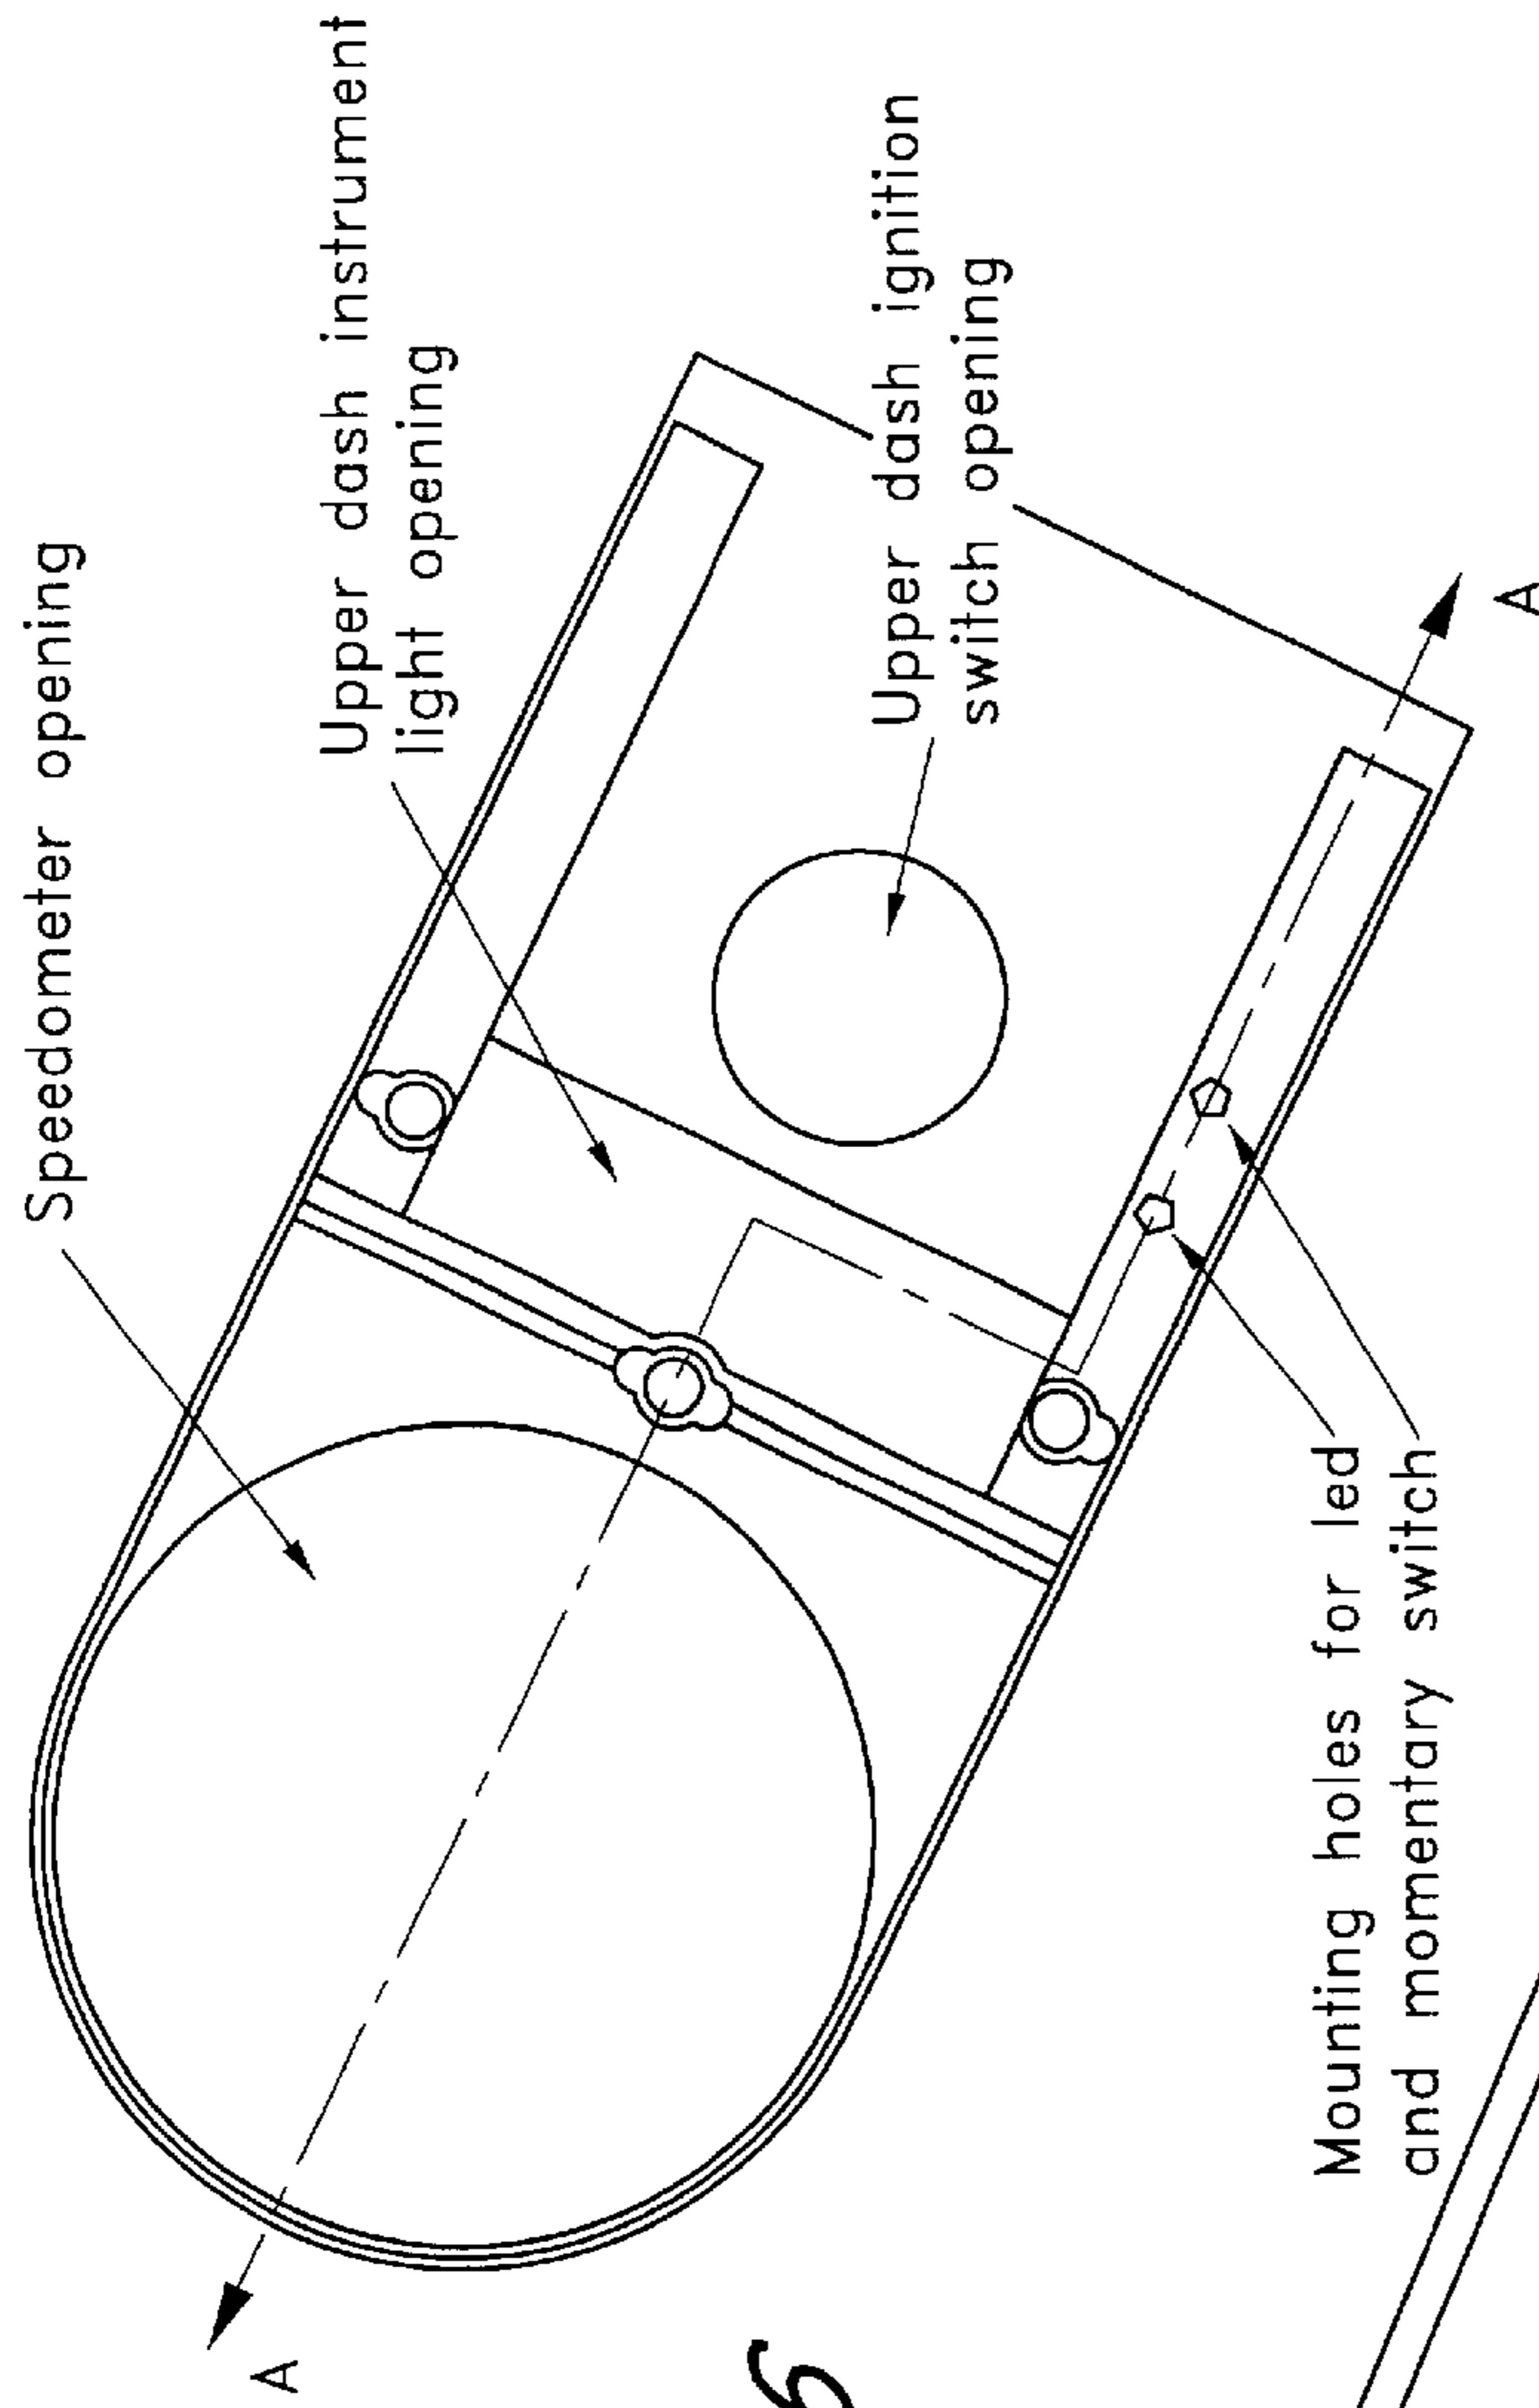 Speedometer opening
Upper dash instrument
light opening
Upper dash ignition
switch opening
A
A
Mounting holes for led
and momentary switch